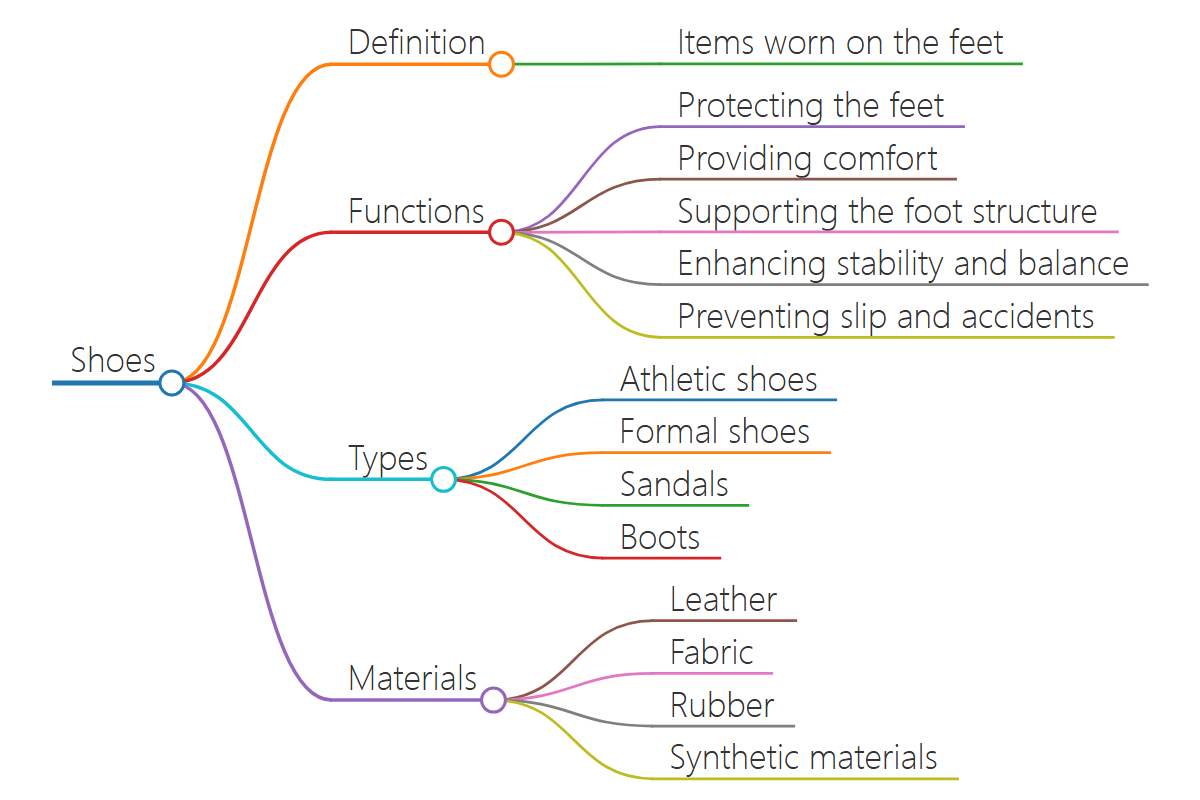 Shoes
Definition
Items worn on the feet
Functions
Protecting the feet
Providing comfort
Supporting the foot structure
Enhancing stability and balance
Preventing slip and accidents
Types
Athletic shoes
Formal shoes
Sandals
Boots
Materials
Leather
Fabric
Rubber
Synthetic materials